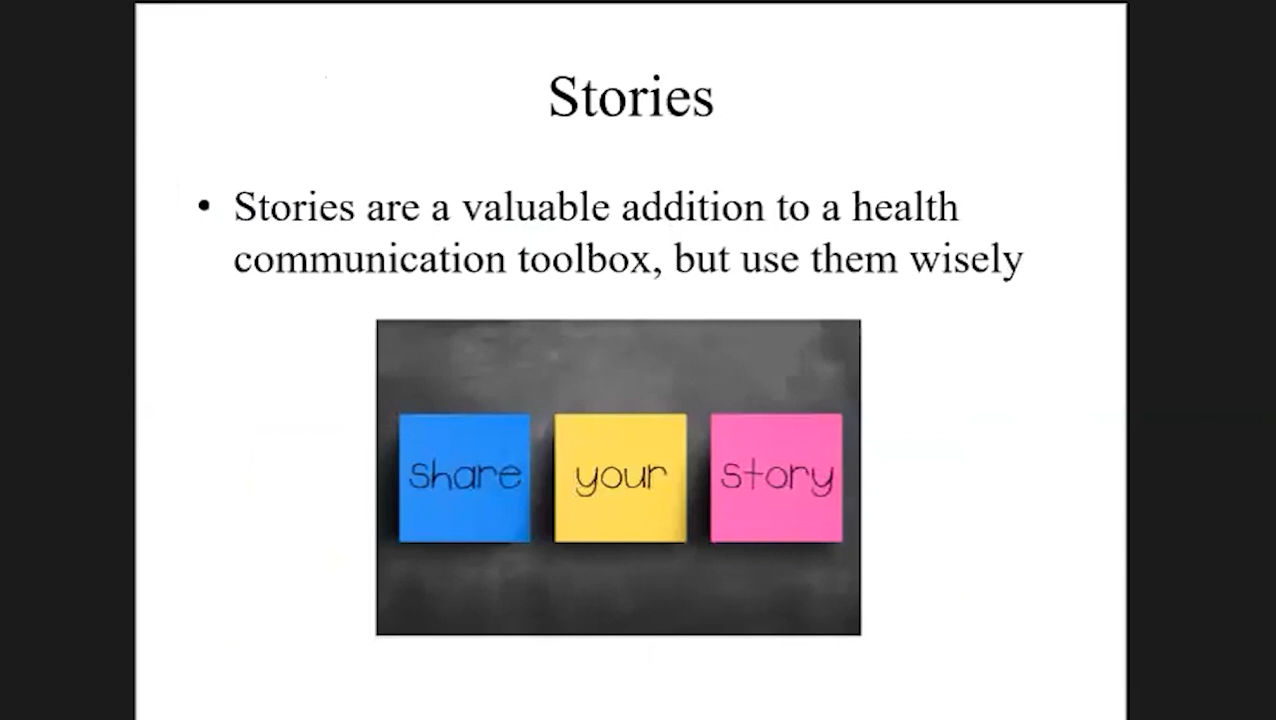 Stories
• Stories are a valuable addition to a health
communication toolbox, but use them wisely
share your story